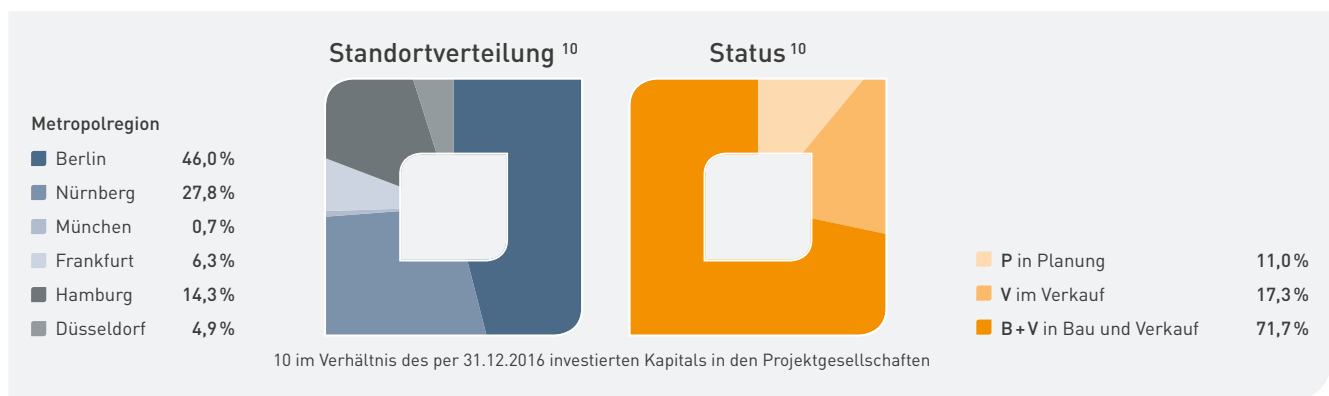 Standortverteilung 10
Status 10
Metropolregion
Berlin 46,0 %
Nürnberg 27,8 %
München 0,7 %
Frankfurt 6,3 %
Hamburg 14,3 %
Düsseldorf 4,9 %
P in Planung 11,0 %
V im Verkauf 17,3 %
B + V in Bau und Verkauf 71,7 %
10 im Verhältnis des per 31.12.2016 investierten Kapitals in den Projektgesellschaften